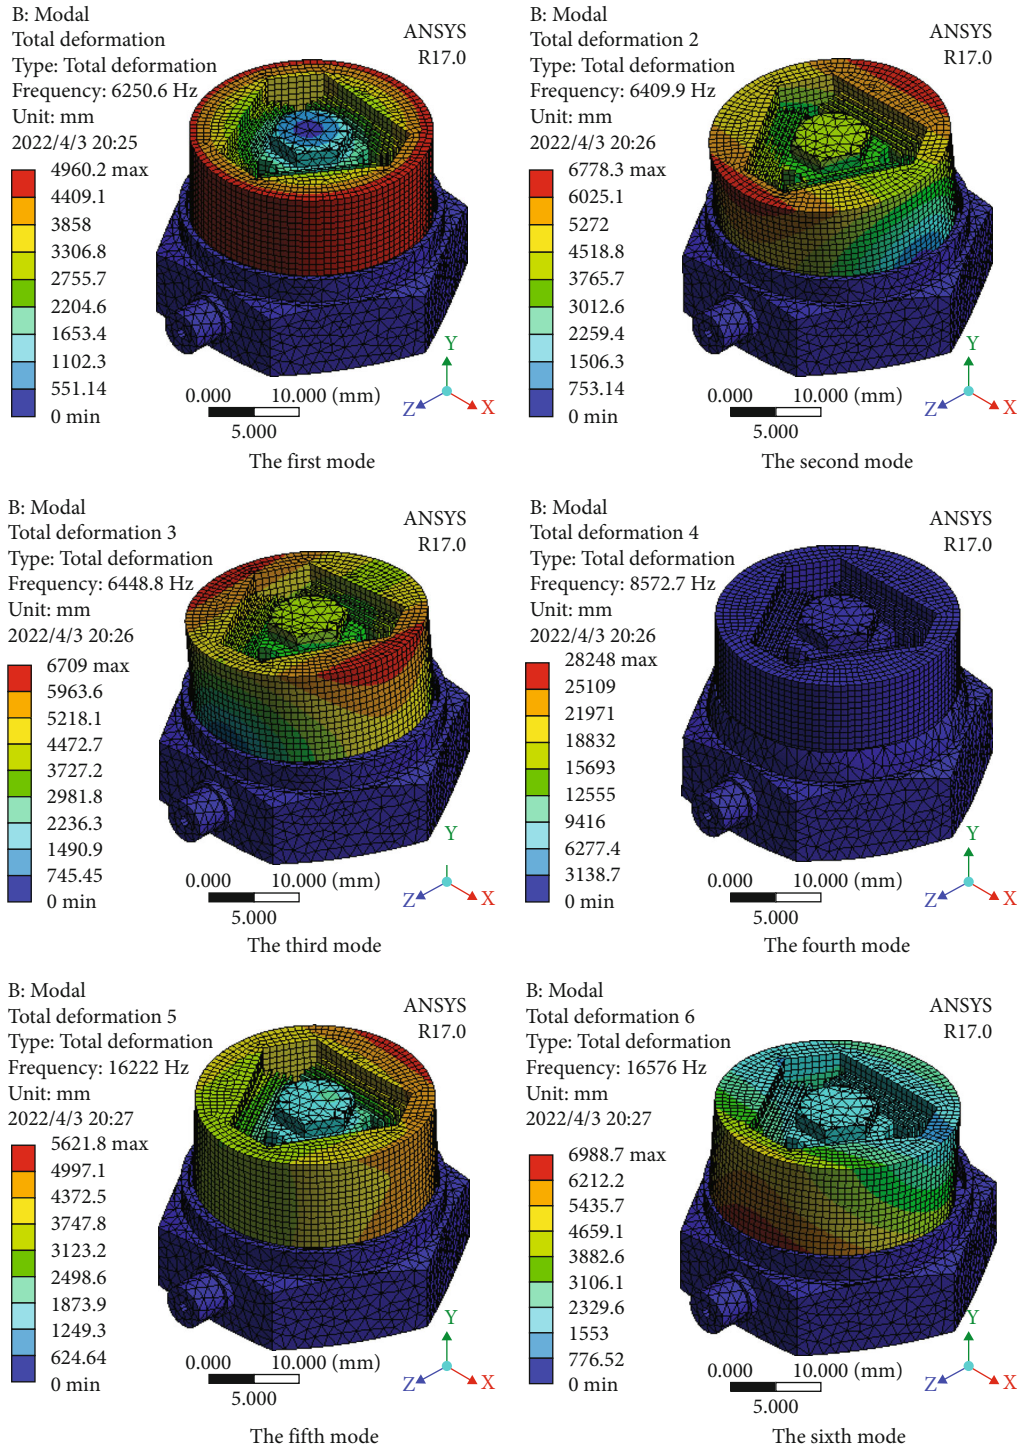 B: Modal
Total deformation
Type: Total deformation
Frequency: 6250.6 Hz
Unit: mm
2022/4/3 20:25
ANSYS
R17.0
4960.2 max
4409.1
3858
3306.8
2755.7
2204.6
1653.4
1102.3
551.14
0 min
0.000
10.000 (mm)
5.000
Y
Z
X
The first mode
B: Modal
Total deformation 2
Type: Total deformation
Frequency: 6409.9 Hz
Unit: mm
2022/4/3 20:26
ANSYS
R17.0
6778.3 max
6025.1
5272
4518.8
3765.7
3012.6
2259.4
1506.3
753.14
0 min
0.000
10.000 (mm)
5.000
Y
Z
X
The second mode
B: Modal
Total deformation 3
Type: Total deformation
Frequency: 6448.8 Hz
Unit: mm
2022/4/3 20:26
ANSYS
R17.0
6709 max
5963.6
5218.1
4472.7
3727.2
2981.8
2236.3
1490.9
745.45
0 min
0.000
10.000 (mm)
5.000
Y
Z
X
The third mode
B: Modal
Total deformation 4
Type: Total deformation
Frequency: 8572.7 Hz
Unit: mm
2022/4/3 20:26
ANSYS
R17.0
28248 max
25109
21971
18832
15693
12555
9416
6277.4
3138.7
0 min
0.000
10.000 (mm)
5.000
Y
Z
X
The fourth mode
B: Modal
Total deformation 5
Type: Total deformation
Frequency: 16222 Hz
Unit: mm
2022/4/3 20:27
ANSYS
R17.0
5621.8 max
4997.1
4372.5
3747.8
3123.2
2498.6
1873.9
1249.3
624.64
0 min
0.000
10.000 (mm)
5.000
Y
Z
X
The fifth mode
B: Modal
Total deformation 6
Type: Total deformation
Frequency: 16576 Hz
Unit: mm
2022/4/3 20:27
ANSYS
R17.0
6988.7 max
6212.2
5435.7
4659.1
3882.6
3106.1
2329.6
1553
776.52
0 min
0.000
10.000 (mm)
5.000
Y
Z
X
The sixth mode